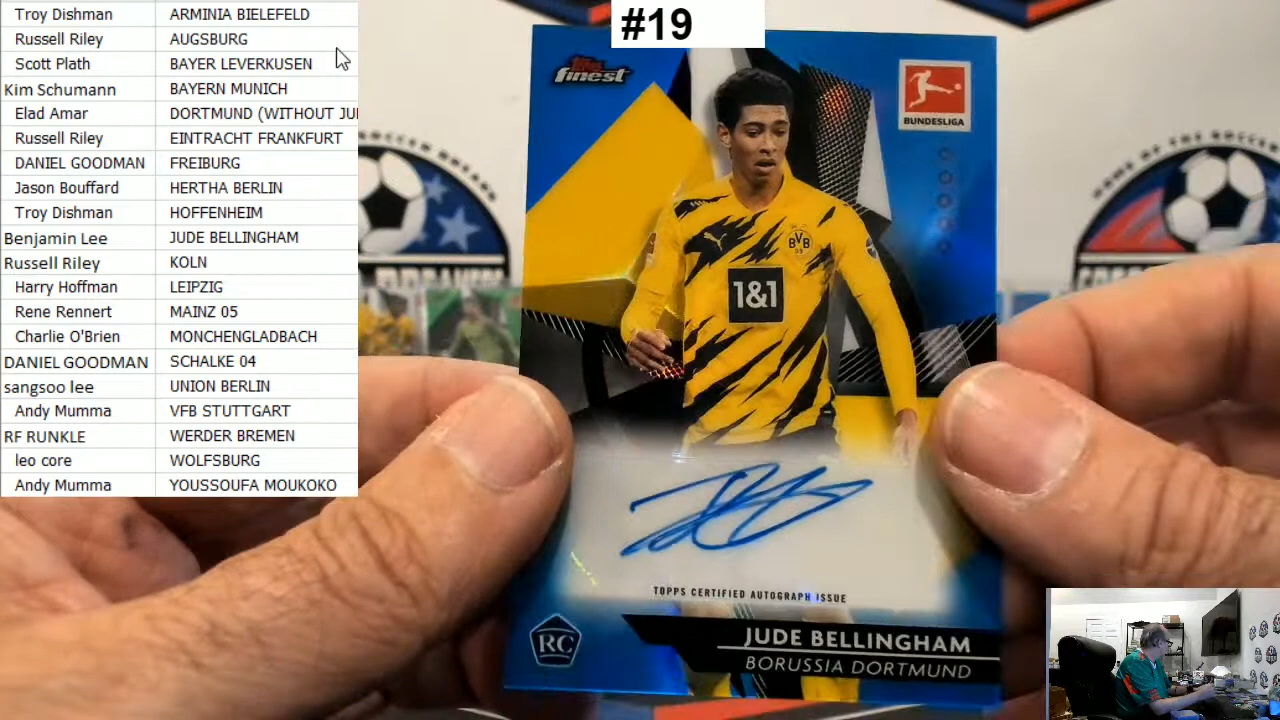 #19
Troy Dishman ARMINIA BIELEFELD
Russell Riley AUGSBURG
Scott Plath BAYER LEVERKUSEN
Kim Schumann BAYERN MUNICH
Elad Amar DORTMUND (WITHOUT JU
Russell Riley EINTRACHT FRANKFURT
DANIEL GOODMAN FREIBURG
Jason Bouffard HERTHA BERLIN
Troy Dishman HOFFENHEIM
Benjamin Lee JUDE BELLINGHAM
Russell Riley KOLN
Harry Hoffman LEIPZIG
Rene Rennert MAINZ 05
Charlie O'Brien MONCHENGLADBACH
DANIEL GOODMAN SCHALKE 04
sangsoo lee UNION BERLIN
Andy Mumma VFB STUTTGART
RF RUNKLE WERDER BREMEN
leo core WOLFSBURG
Andy Mumma YOUSSOUFA MOUKOKO
Topps
finest
BUNDESLIGA
BVB
09
1&1
TOPPS CERTIFIED AUTOGRAPH ISSUE
RC
JUDE BELLINGHAM
BORUSSIA DORTMUND